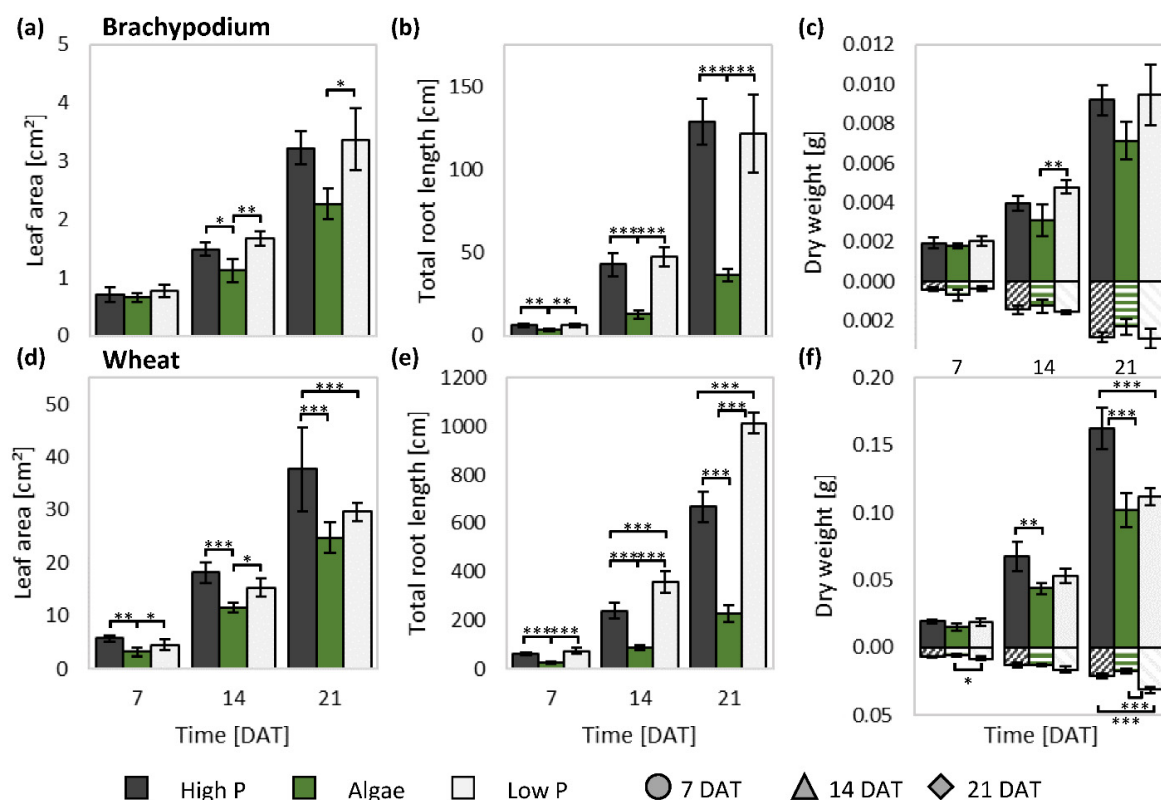 (a) Brachypodium (b) (c)
Leaf area [cm²]
5
4
3
2
1
0
* ** *
Total root length [cm]
150
100
50
0
** ** *** *** *** ***
Dry weight [g]
0.012
0.010
0.008
0.006
0.004
0.002
0.000
0.002
**
7 14 21
(d) Wheat (e) (f)
Leaf area [cm²]
50
40
30
20
10
0
** * *** * *** ***
7 14 21
Time [DAT]
Total root length [cm]
1200
1000
800
600
400
200
0
*** *** *** *** *** *** *** ***
7 14 21
Time [DAT]
Dry weight [g]
0.20
0.15
0.10
0.05
0.00
0.05
** *** *** * *** ***
High P Algae Low P 7 DAT 14 DAT 21 DAT